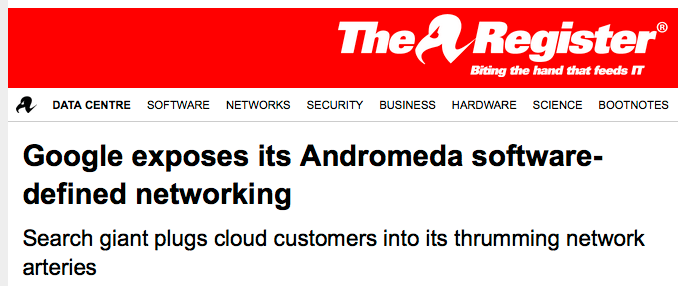 The Register®
Biting the hand that feeds IT
DATA CENTRE SOFTWARE NETWORKS SECURITY BUSINESS HARDWARE SCIENCE BOOTNOTES
Google exposes its Andromeda software-
defined networking
Search giant plugs cloud customers into its thrumming network
arteries